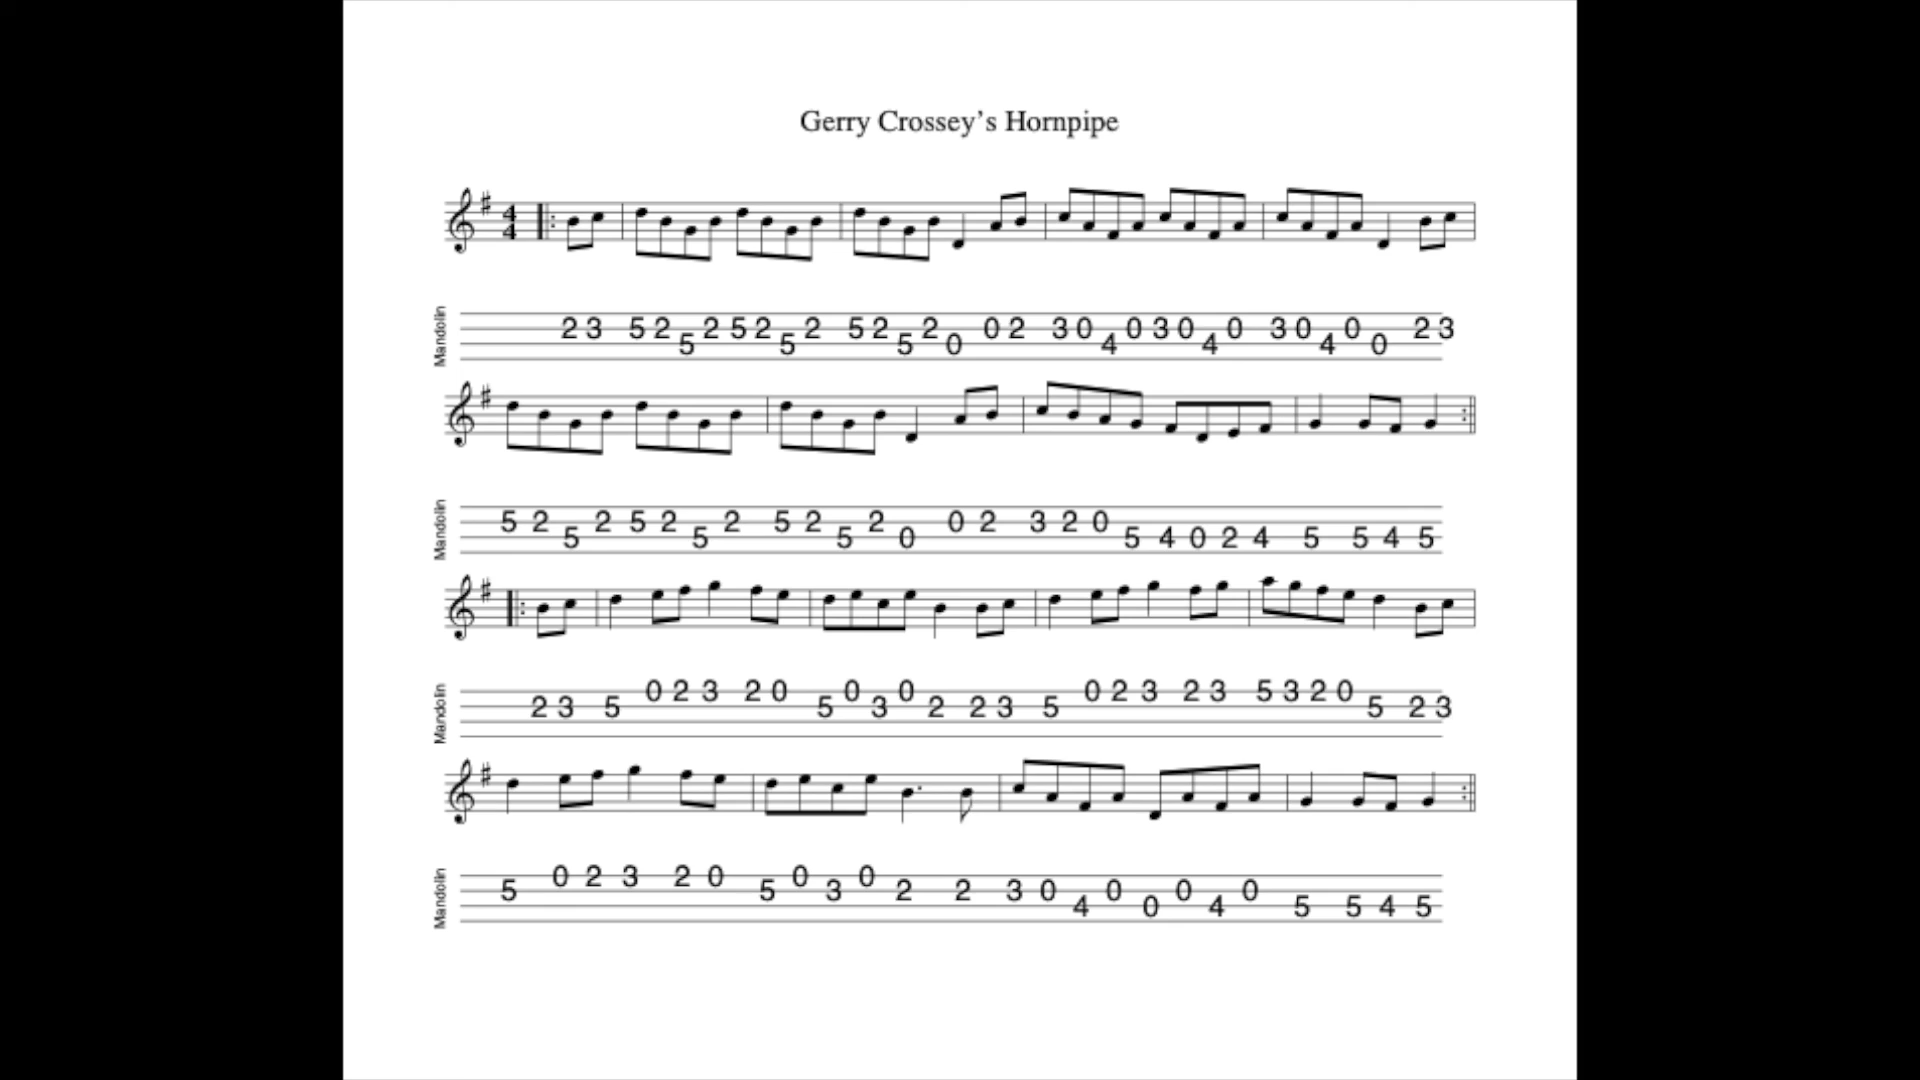 Gerry Crossey's Hornpipe
4
4
Mandolin
2 3 5 2 5 2 5 2 5 2 5 2 5 2 0 0 2 3 0 4 0 3 0 4 0 3 0 4 0 0 2 3
Mandolin
5 2 5 2 5 2 5 2 5 2 5 2 0 0 2 3 2 0 5 4 0 2 4 5 5 4 5
Mandolin
2 3 5 0 2 3 2 0 5 0 3 0 2 2 3 5 0 2 3 2 3 5 3 2 0 5 2 3
Mandolin
5 0 2 3 2 0 5 0 3 0 2 2 3 0 4 0 0 0 4 0 5 5 4 5